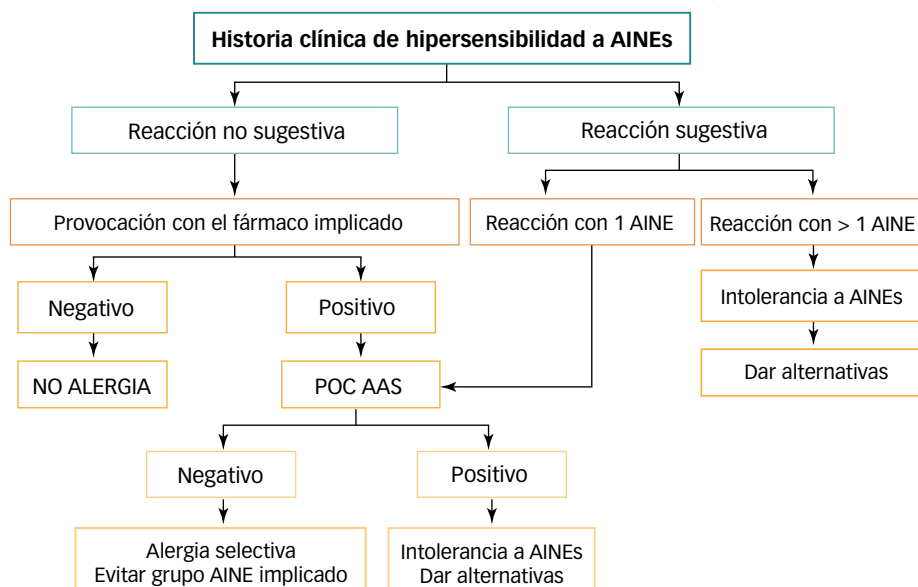 Historia clínica de hipersensibilidad a AINEs
Reacción no sugestiva
Reacción sugestiva
Provocación con el fármaco implicado
Reacción con 1 AINE
Reacción con > 1 AINE
Negativo
Positivo
Intolerancia a AINEs
NO ALERGIA
POC AAS
Dar alternativas
Negativo
Positivo
Alergia selectiva
Evitar grupo AINE implicado
Intolerancia a AINEs
Dar alternativas